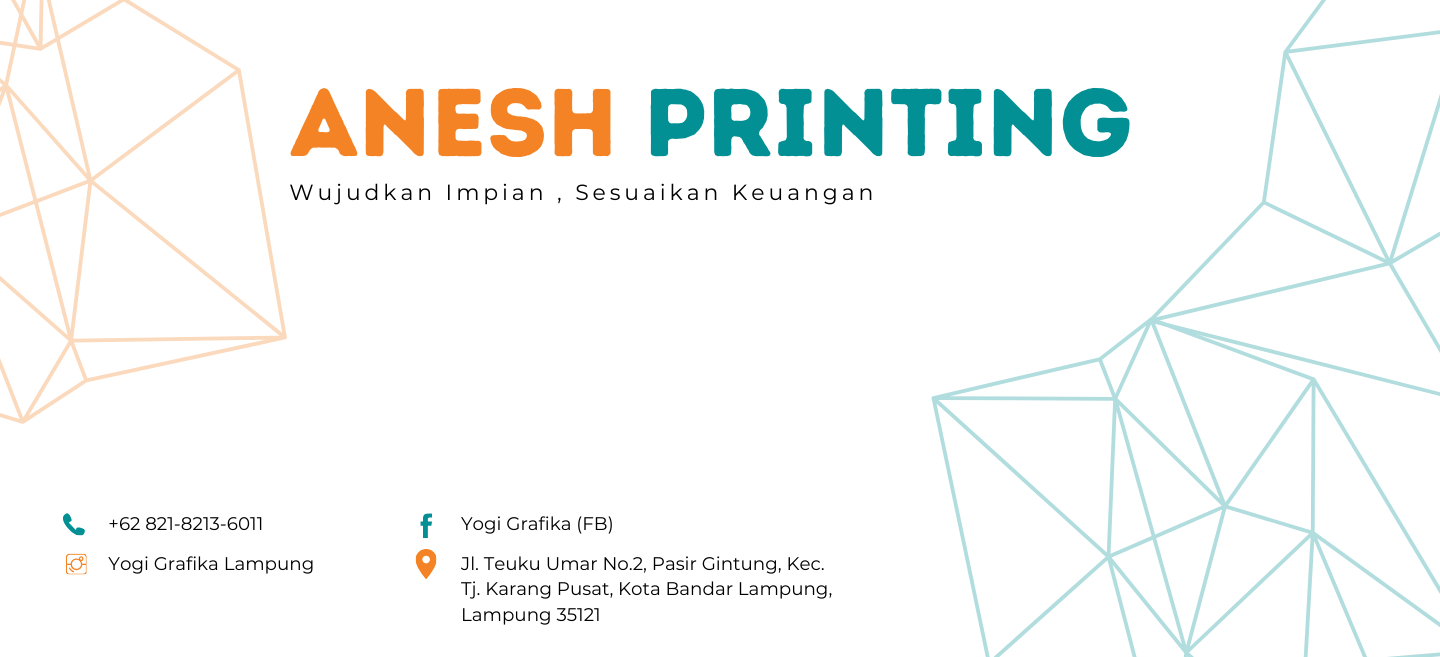 ANESH PRINTING
Wujudkan Impian , Sesuaikan Keuangan
+62 821-8213-6011
Yogi Grafika Lampung
Yogi Grafika (FB)
Jl. Teuku Umar No.2, Pasir Gintung, Kec.
Tj. Karang Pusat, Kota Bandar Lampung,
Lampung 35121